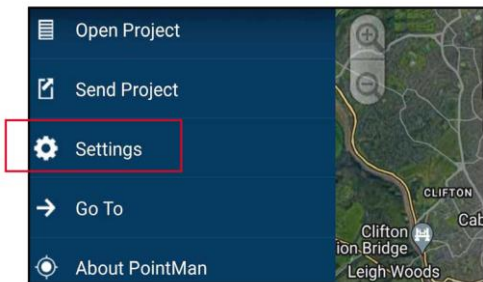 Open Project
Send Project
Settings
Go To
About PointMan
CLIFTON
Clifton
ion Bridge
Leigh Woods
Cab